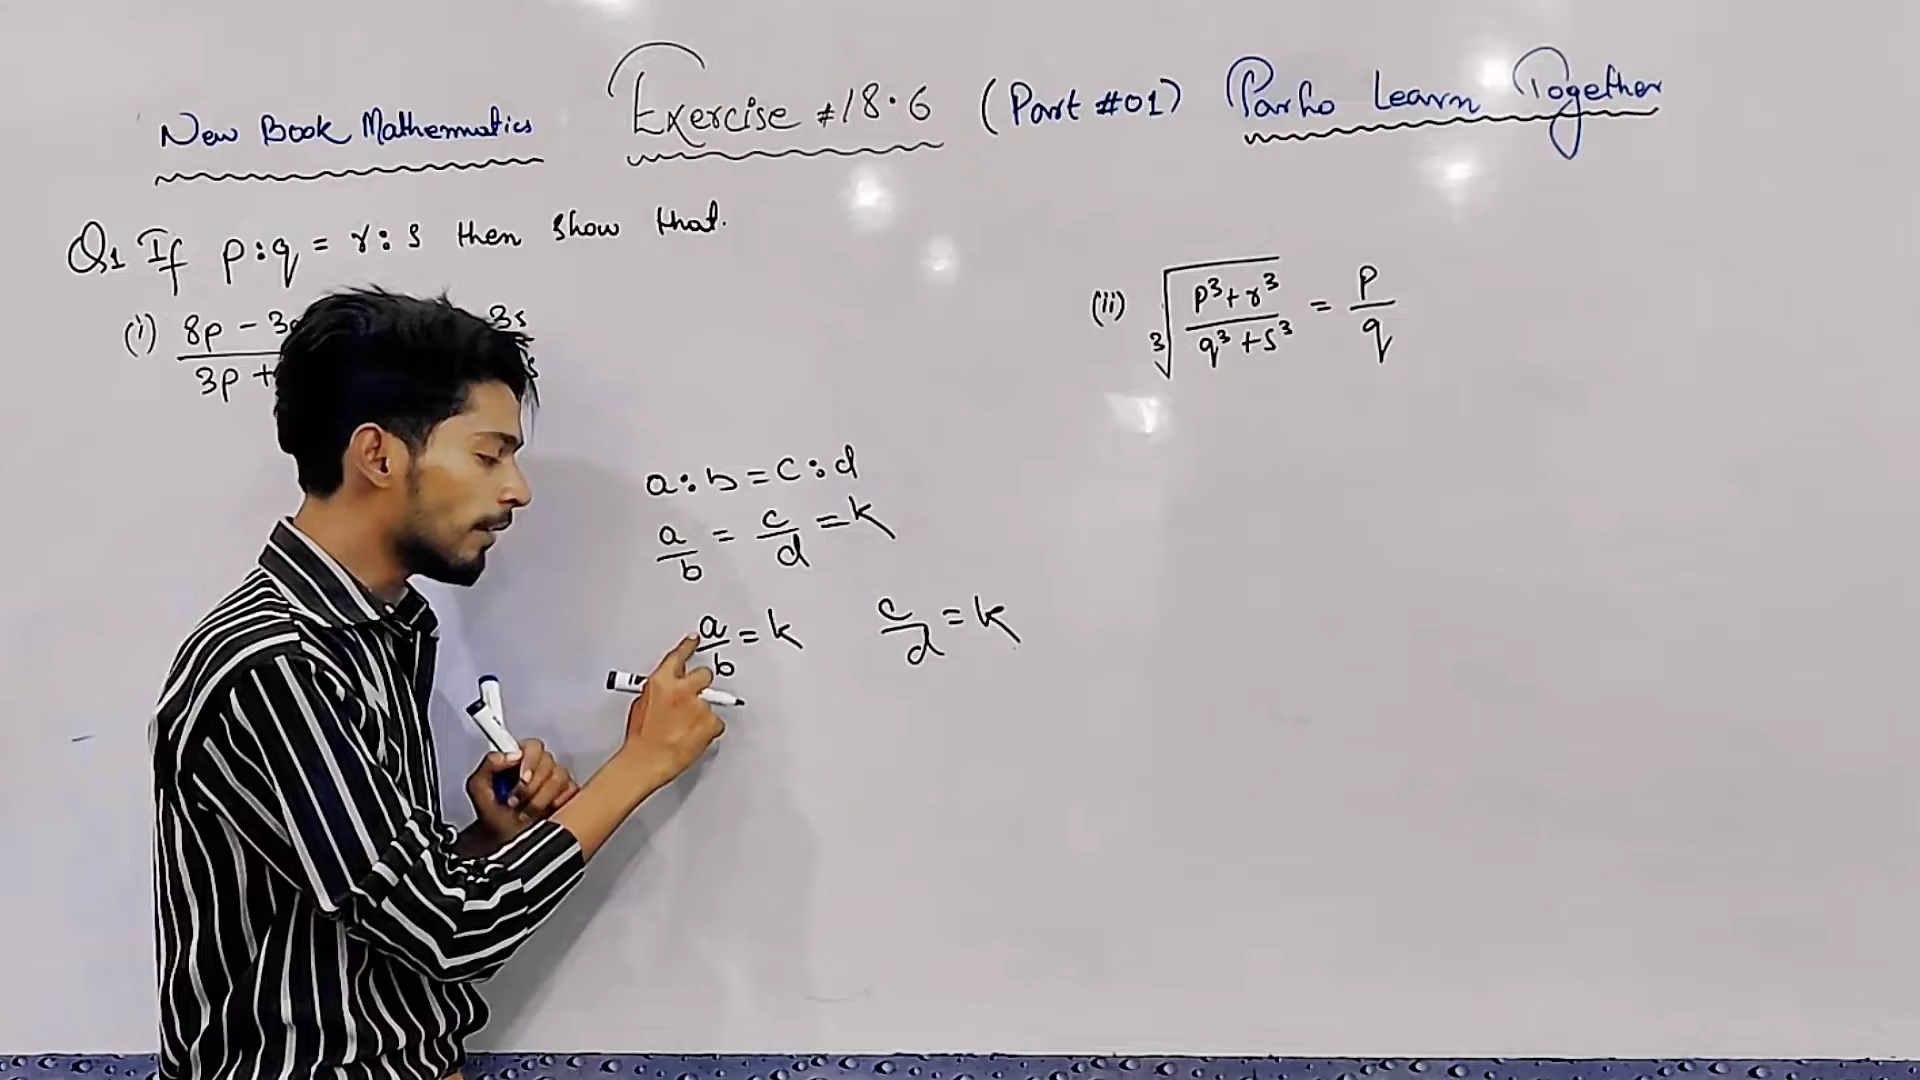 New Book Mathematics Exercise #18.6 (Part #01) Parho Learn Together
Q1 If p:q = r:s then show that.
(i) 8p - 3 3s
3p + s
(ii) ∛((p³+r³)/(q³+s³)) = p/q
a:b = c:d
a/b = c/d = k
a/b = k c/d = k